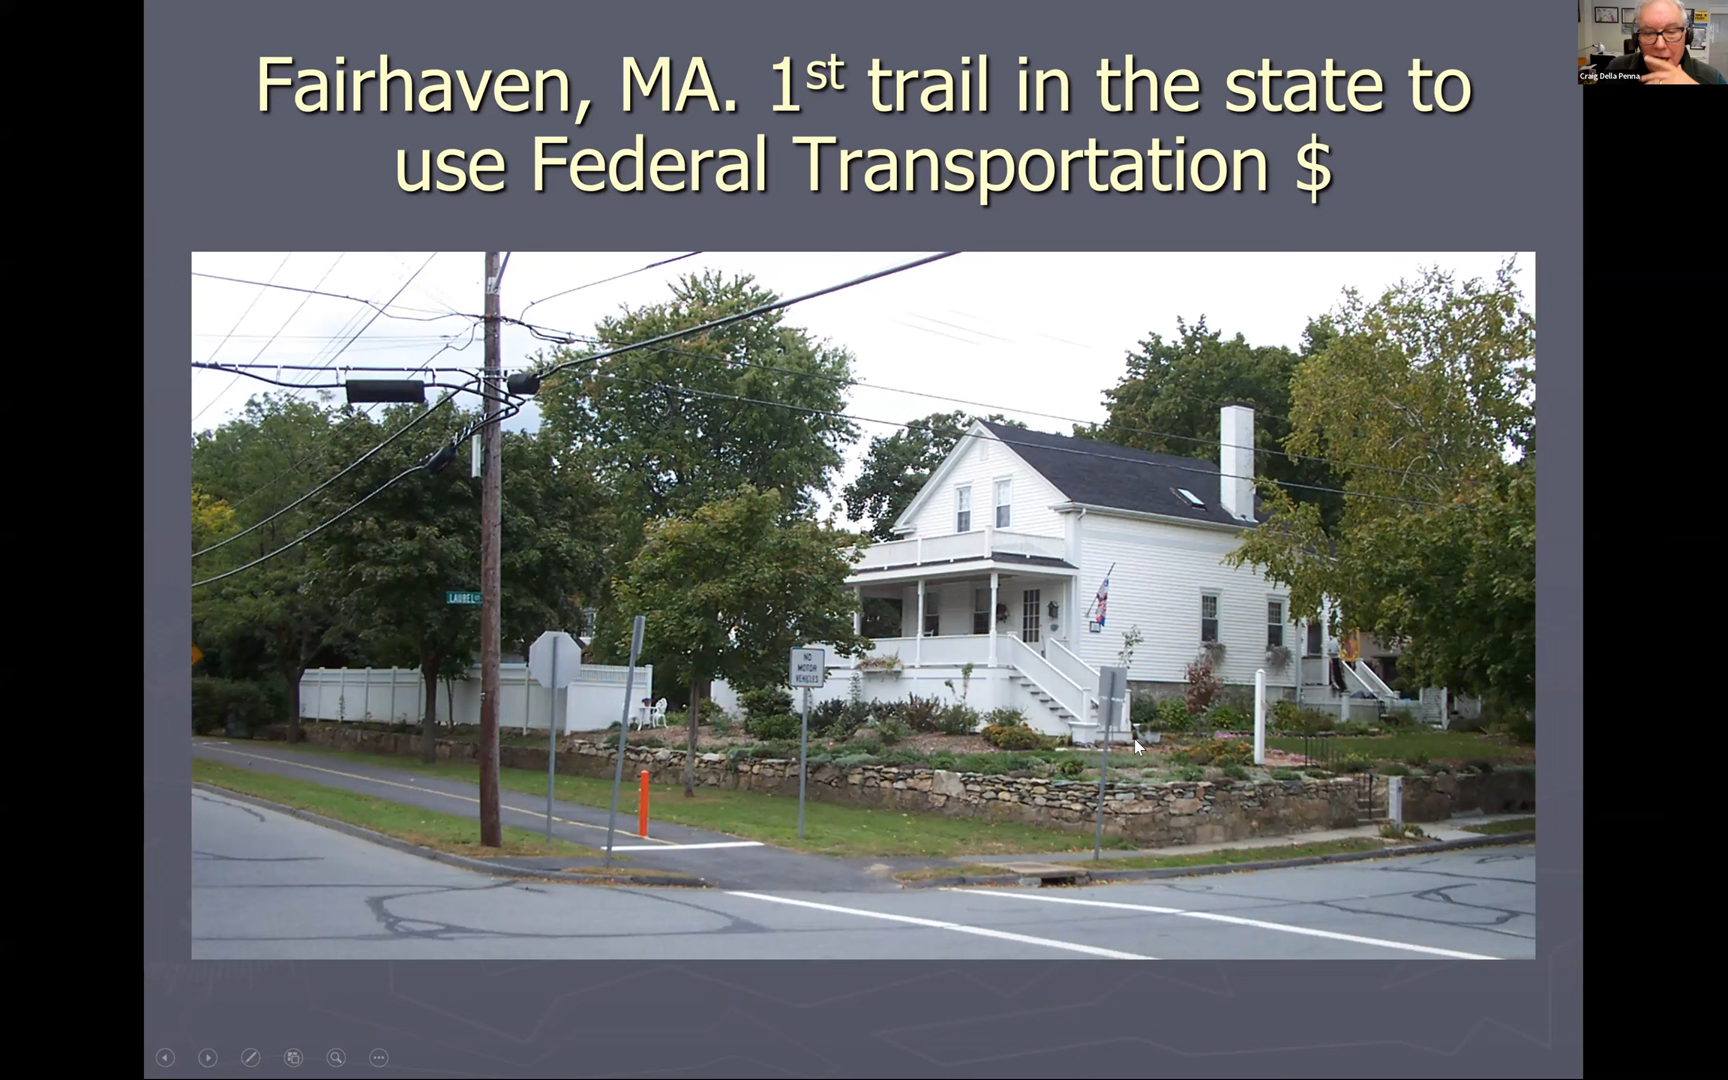 Fairhaven, MA. 1st trail in the state to
use Federal Transportation $
Craig Della Penna
LAUREL
NO
MOTOR
VEHICLES